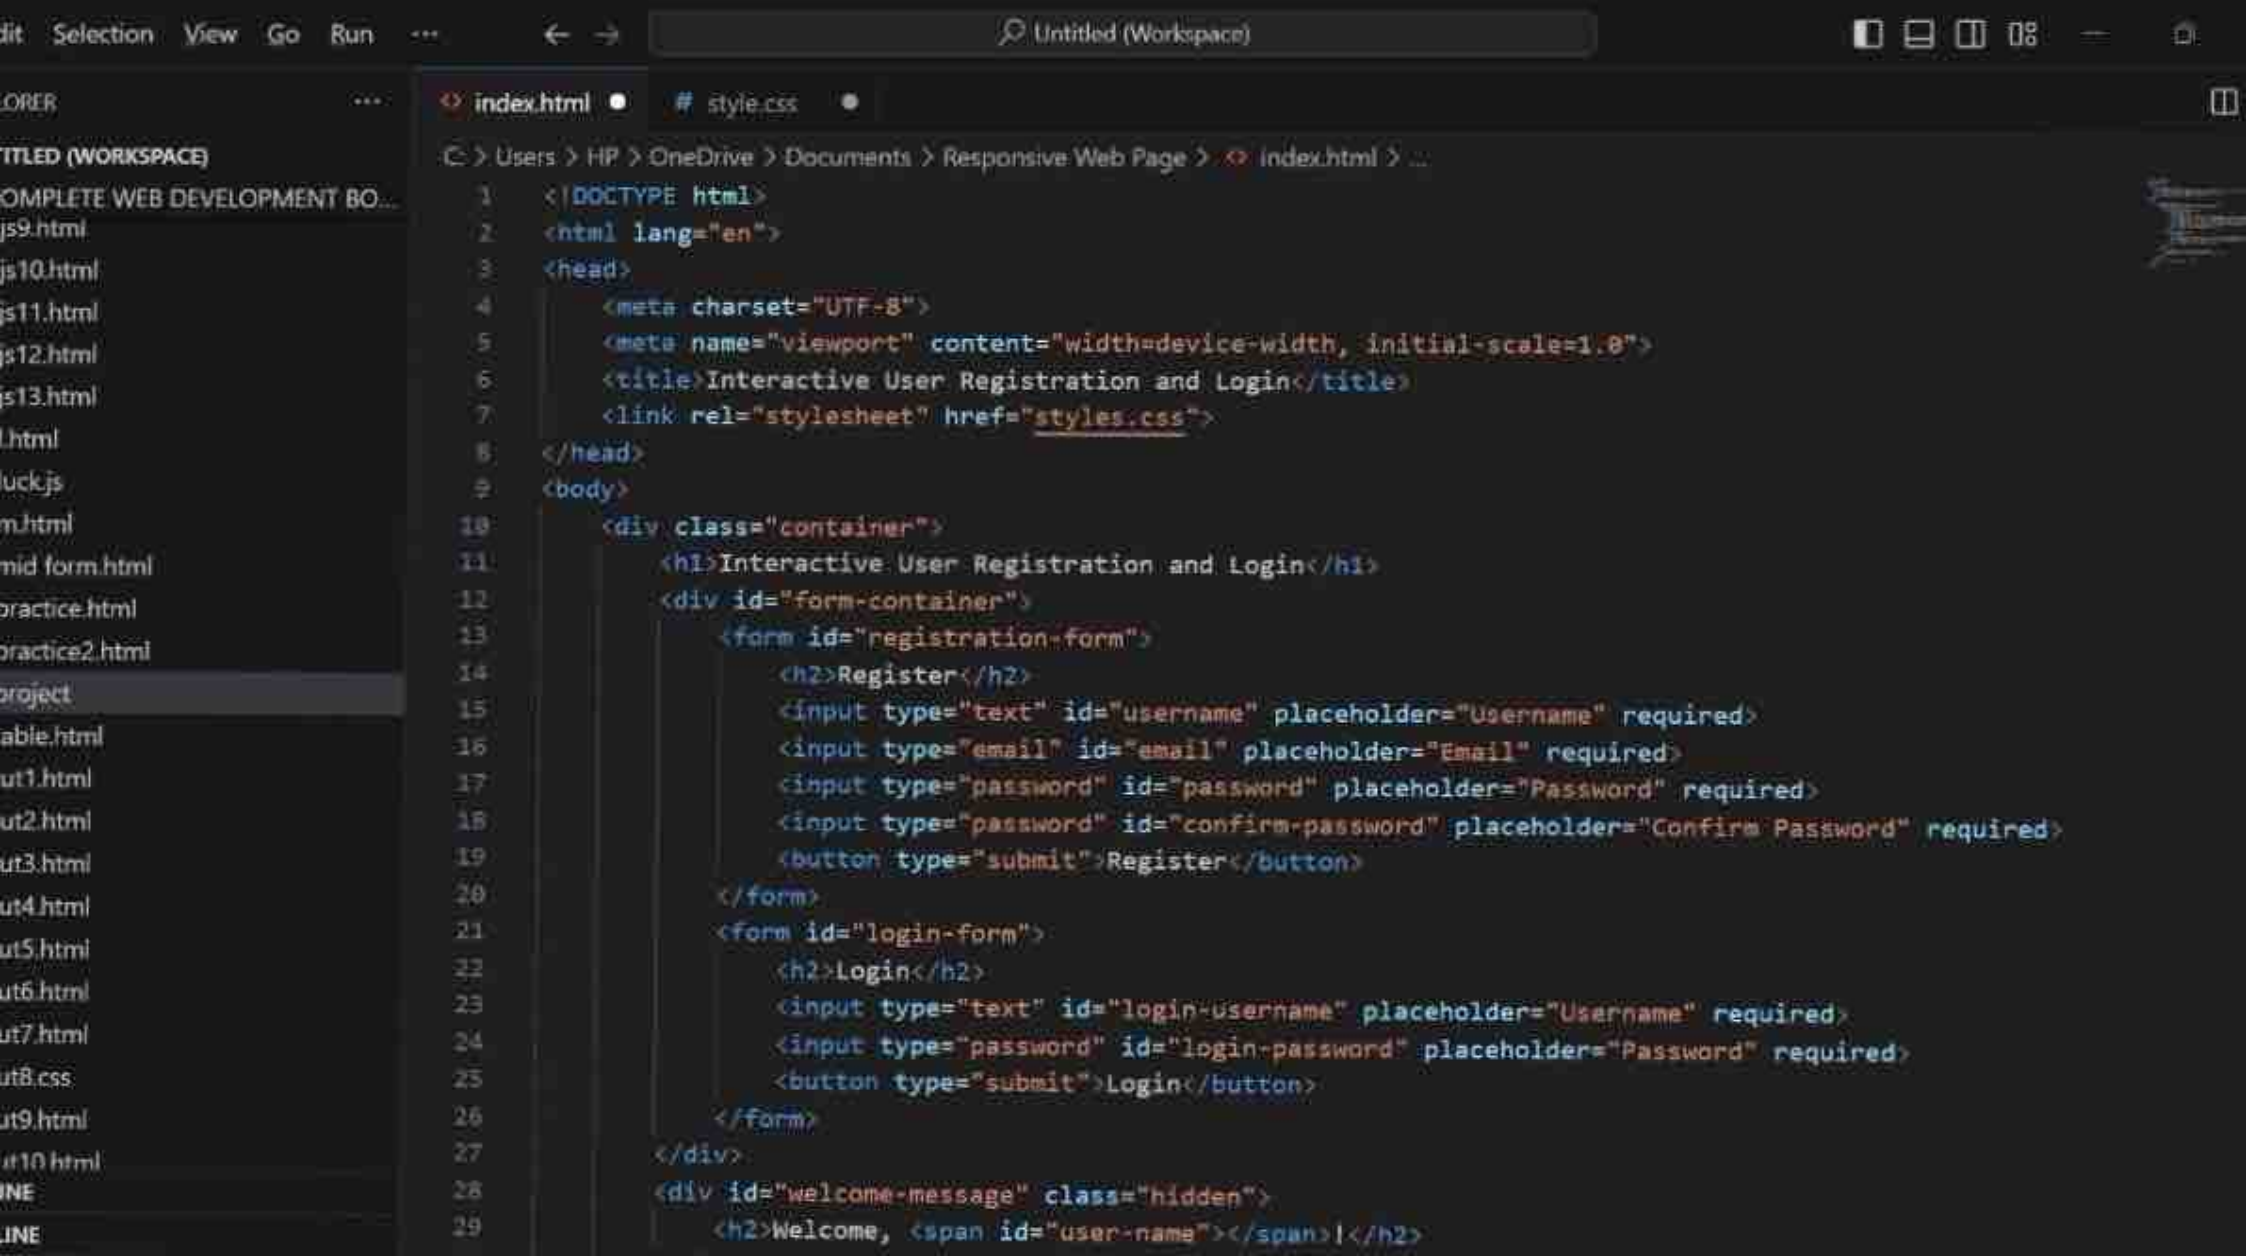 dit Selection View Go Run ...
Untitled (Workspace)
LORER ...
index.html
# style.css
TITLED (WORKSPACE)
OMPLETE WEB DEVELOPMENT BO...
js9.html
js10.html
js11.html
js12.html
js13.html
l.html
luck.js
m.html
mid form.html
practice.html
practice2.html
project
able.html
ut1.html
ut2.html
ut3.html
ut4.html
ut5.html
ut6.html
ut7.html
ut8.css
ut9.html
ut10.html
INE
LINE
C: > Users > HP > OneDrive > Documents > Responsive Web Page > <> index.html > ...
1 <!DOCTYPE html>
2 <html lang="en">
3 <head>
4 <meta charset="UTF-8">
5 <meta name="viewport" content="width=device-width, initial-scale=1.0">
6 <title>Interactive User Registration and Login</title>
7 <link rel="stylesheet" href="styles.css">
8 </head>
9 <body>
10 <div class="container">
11 <h1>Interactive User Registration and Login</h1>
12 <div id="form-container">
13 <form id="registration-form">
14 <h2>Register</h2>
15 <input type="text" id="username" placeholder="Username" required>
16 <input type="email" id="email" placeholder="Email" required>
17 <input type="password" id="password" placeholder="Password" required>
18 <input type="password" id="confirm-password" placeholder="Confirm Password" required>
19 <button type="submit">Register</button>
20 </form>
21 <form id="login-form">
22 <h2>Login</h2>
23 <input type="text" id="login-username" placeholder="Username" required>
24 <input type="password" id="login-password" placeholder="Password" required>
25 <button type="submit">Login</button>
26 </form>
27 </div>
28 <div id="welcome-message" class="hidden">
29 <h2>Welcome, <span id="user-name"></span>!</h2>